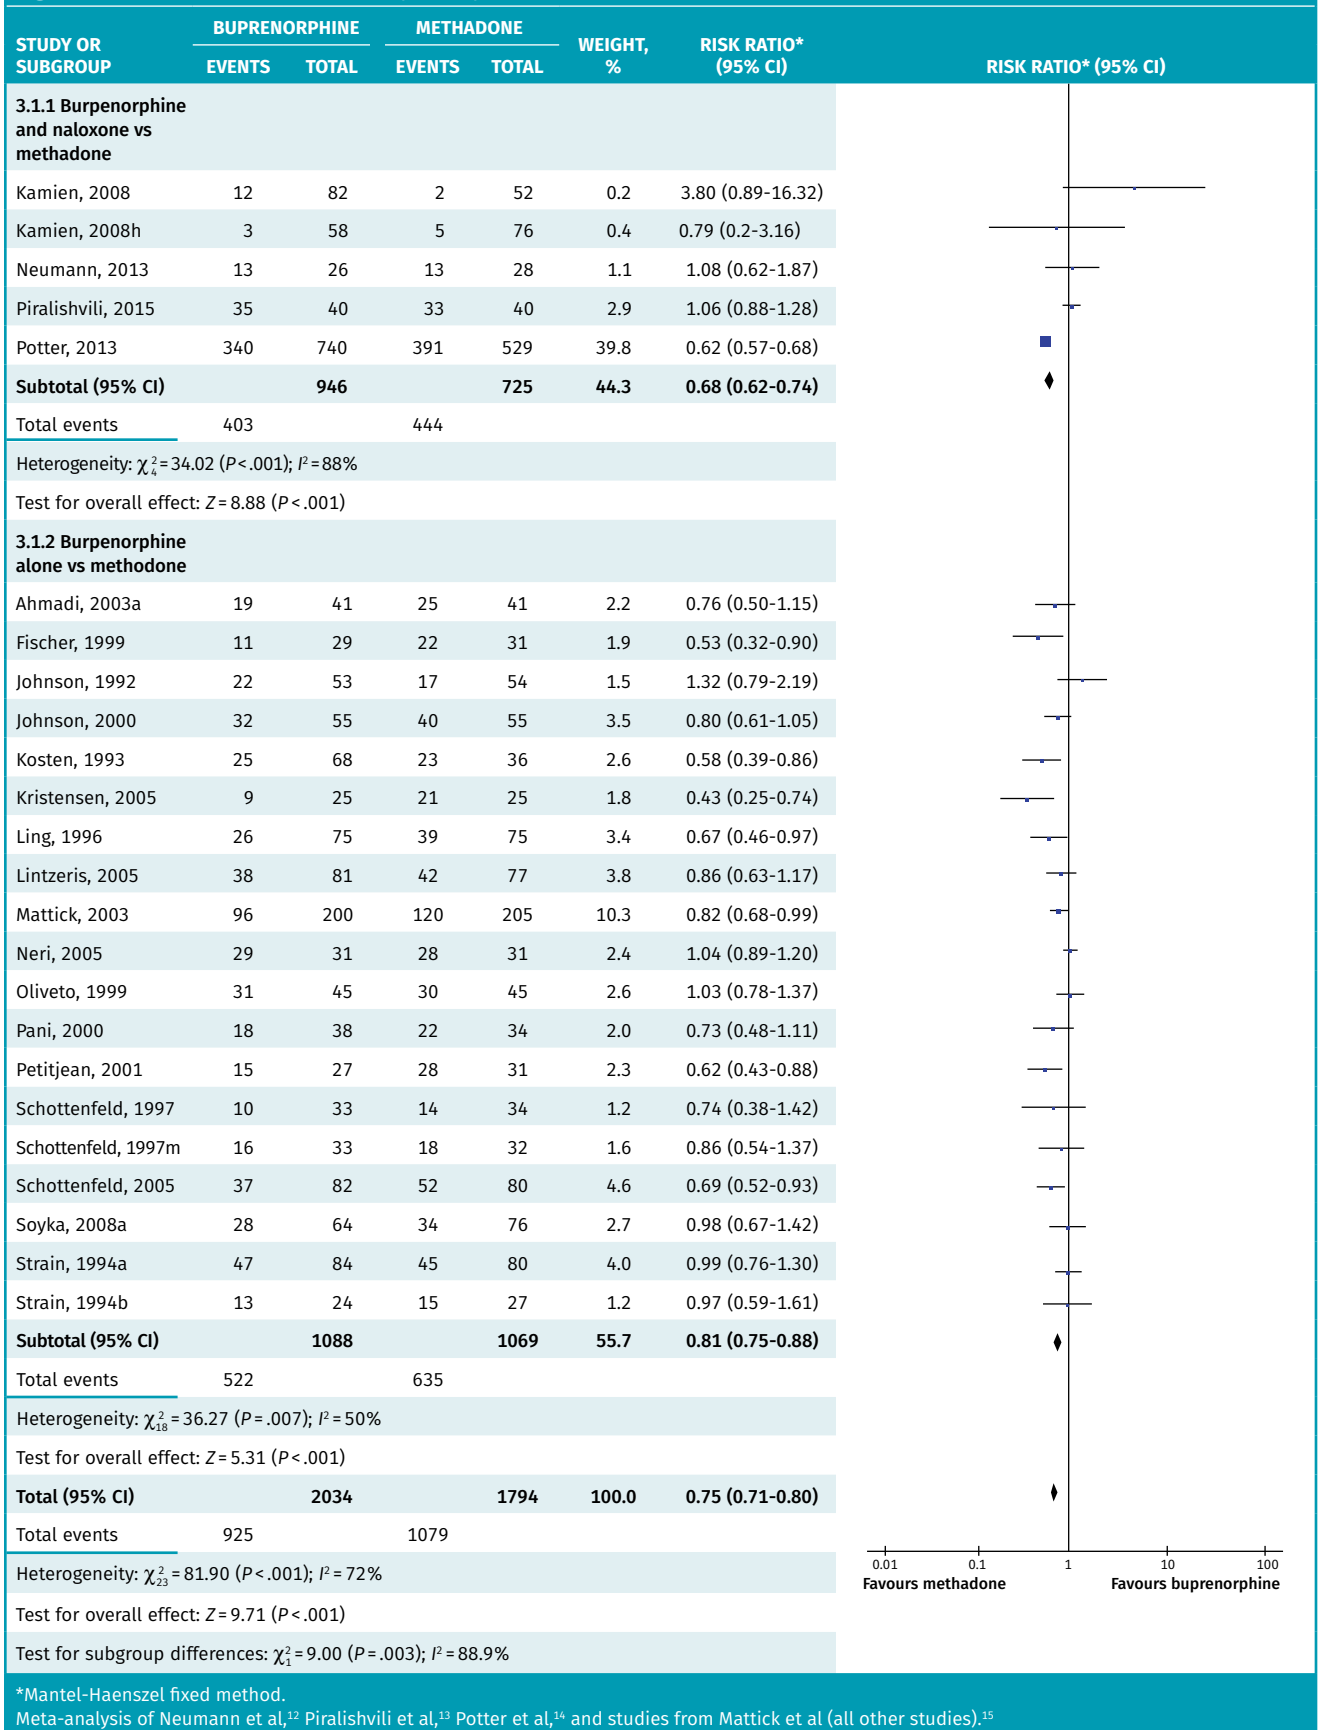 BUPRENORPHINE METHADONE
STUDY OR SUBGROUP EVENTS TOTAL EVENTS TOTAL WEIGHT, % RISK RATIO* (95% CI) RISK RATIO* (95% CI)
3.1.1 Burpenorphine
and naloxone vs
methadone
Kamien, 2008 12 82 2 52 0.2 3.80 (0.89-16.32)
Kamien, 2008h 3 58 5 76 0.4 0.79 (0.2-3.16)
Neumann, 2013 13 26 13 28 1.1 1.08 (0.62-1.87)
Piralishvili, 2015 35 40 33 40 2.9 1.06 (0.88-1.28)
Potter, 2013 340 740 391 529 39.8 0.62 (0.57-0.68)
Subtotal (95% CI) 946 725 44.3 0.68 (0.62-0.74)
Total events 403 444
Heterogeneity: χ²₄ = 34.02 (P < .001); I² = 88%
Test for overall effect: Z = 8.88 (P < .001)
3.1.2 Burpenorphine
alone vs methodone
Ahmadi, 2003a 19 41 25 41 2.2 0.76 (0.50-1.15)
Fischer, 1999 11 29 22 31 1.9 0.53 (0.32-0.90)
Johnson, 1992 22 53 17 54 1.5 1.32 (0.79-2.19)
Johnson, 2000 32 55 40 55 3.5 0.80 (0.61-1.05)
Kosten, 1993 25 68 23 36 2.6 0.58 (0.39-0.86)
Kristensen, 2005 9 25 21 25 1.8 0.43 (0.25-0.74)
Ling, 1996 26 75 39 75 3.4 0.67 (0.46-0.97)
Lintzeris, 2005 38 81 42 77 3.8 0.86 (0.63-1.17)
Mattick, 2003 96 200 120 205 10.3 0.82 (0.68-0.99)
Neri, 2005 29 31 28 31 2.4 1.04 (0.89-1.20)
Oliveto, 1999 31 45 30 45 2.6 1.03 (0.78-1.37)
Pani, 2000 18 38 22 34 2.0 0.73 (0.48-1.11)
Petitjean, 2001 15 27 28 31 2.3 0.62 (0.43-0.88)
Schottenfeld, 1997 10 33 14 34 1.2 0.74 (0.38-1.42)
Schottenfeld, 1997m 16 33 18 32 1.6 0.86 (0.54-1.37)
Schottenfeld, 2005 37 82 52 80 4.6 0.69 (0.52-0.93)
Soyka, 2008a 28 64 34 76 2.7 0.98 (0.67-1.42)
Strain, 1994a 47 84 45 80 4.0 0.99 (0.76-1.30)
Strain, 1994b 13 24 15 27 1.2 0.97 (0.59-1.61)
Subtotal (95% CI) 1088 1069 55.7 0.81 (0.75-0.88)
Total events 522 635
Heterogeneity: χ²₁₈ = 36.27 (P = .007); I² = 50%
Test for overall effect: Z = 5.31 (P < .001)
Total (95% CI) 2034 1794 100.0 0.75 (0.71-0.80)
Total events 925 1079
Heterogeneity: χ²₂₃ = 81.90 (P < .001); I² = 72%
Test for overall effect: Z = 9.71 (P < .001)
Test for subgroup differences: χ²₁ = 9.00 (P = .003); I² = 88.9%
0.01 0.1 1 10 100
Favours methadone Favours buprenorphine
*Mantel-Haenszel fixed method.
Meta-analysis of Neumann et al,¹² Piralishvili et al,¹³ Potter et al,¹⁴ and studies from Mattick et al (all other studies).¹⁵